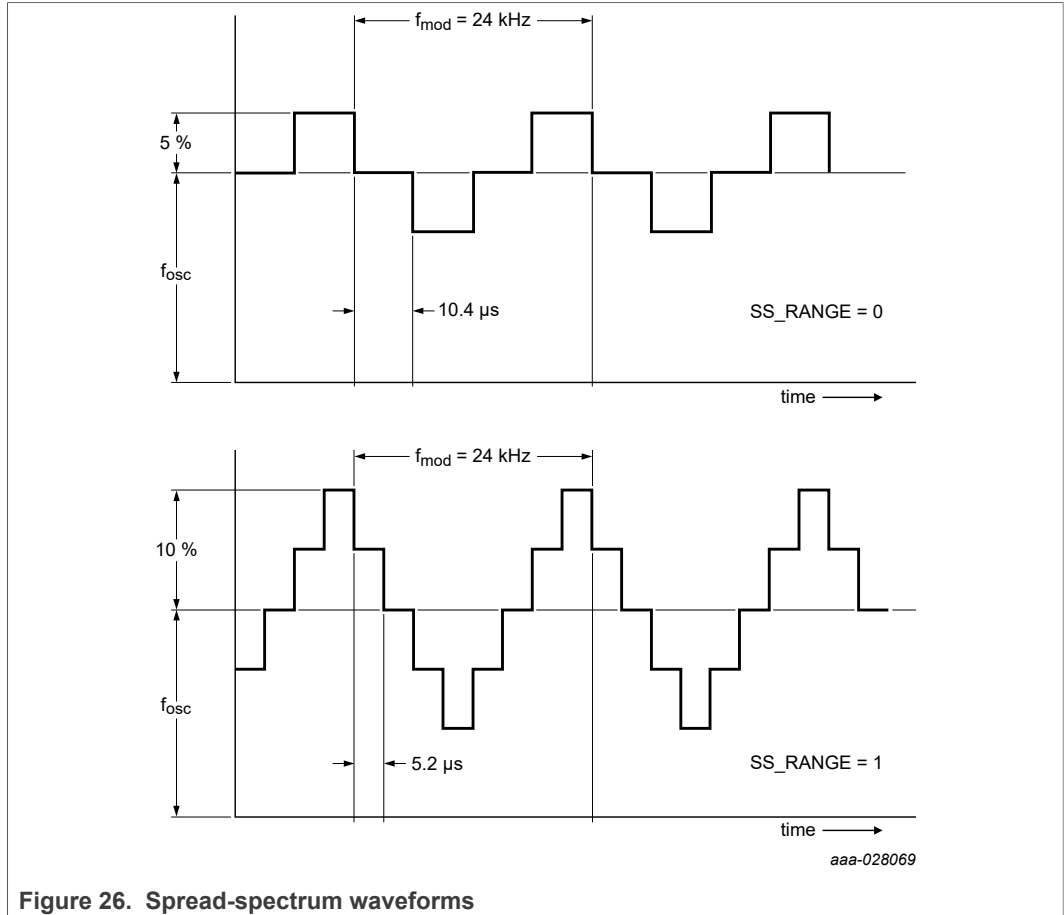 f_mod = 24 kHz
5 %
f_osc
10.4 µs
SS_RANGE = 0
time
f_mod = 24 kHz
10 %
f_osc
5.2 µs
SS_RANGE = 1
time
aaa-028069
Figure 26. Spread-spectrum waveforms